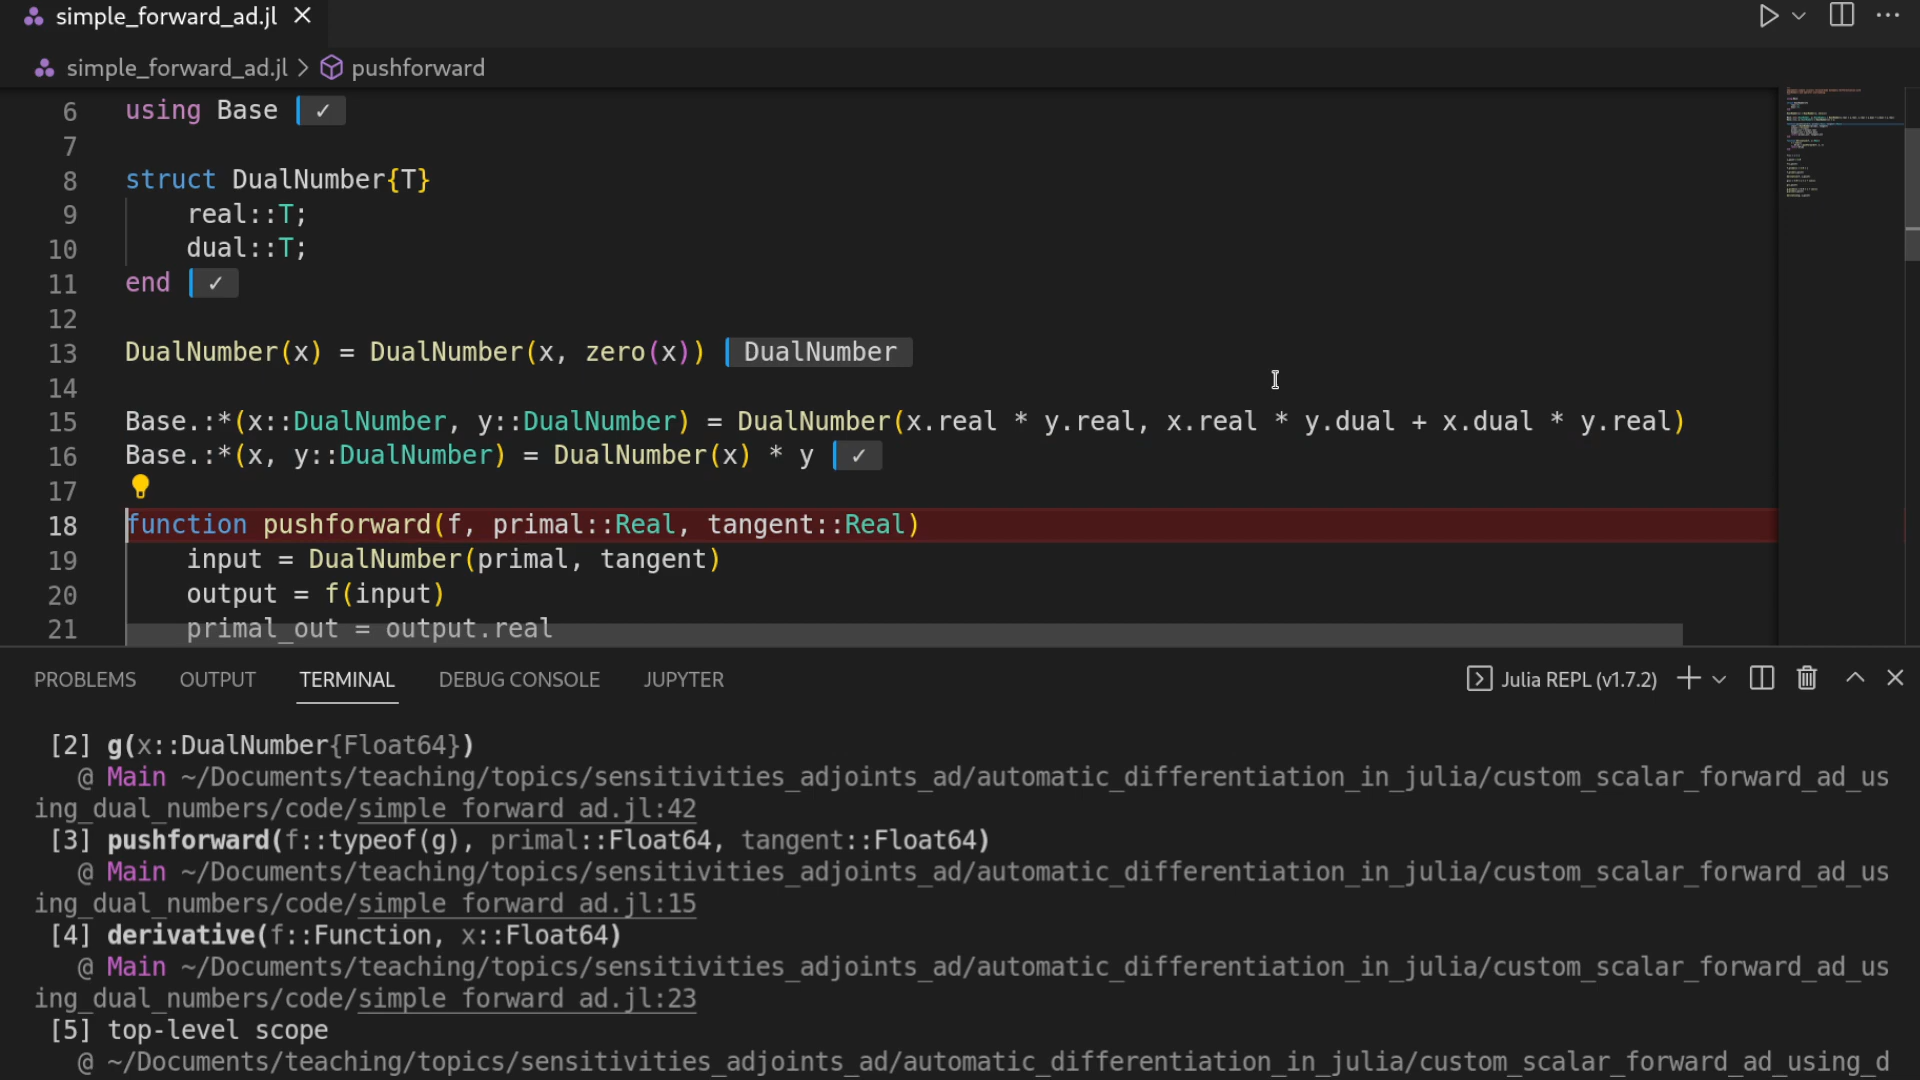 simple_forward_ad.jl
simple_forward_ad.jl > pushforward
6 using Base ✓
7
8 struct DualNumber{T}
9 real::T;
10 dual::T;
11 end ✓
12
13 DualNumber(x) = DualNumber(x, zero(x)) DualNumber
14
15 Base.:*(x::DualNumber, y::DualNumber) = DualNumber(x.real * y.real, x.real * y.dual + x.dual * y.real)
16 Base.:*(x, y::DualNumber) = DualNumber(x) * y ✓
17
18 function pushforward(f, primal::Real, tangent::Real)
19 input = DualNumber(primal, tangent)
20 output = f(input)
21 primal_out = output.real
PROBLEMS OUTPUT TERMINAL DEBUG CONSOLE JUPYTER Julia REPL (v1.7.2)
[2] g(x::DualNumber{Float64})
@ Main ~/Documents/teaching/topics/sensitivities_adjoints_ad/automatic_differentiation_in_julia/custom_scalar_forward_ad_us
ing_dual_numbers/code/simple_forward_ad.jl:42
[3] pushforward(f::typeof(g), primal::Float64, tangent::Float64)
@ Main ~/Documents/teaching/topics/sensitivities_adjoints_ad/automatic_differentiation_in_julia/custom_scalar_forward_ad_us
ing_dual_numbers/code/simple_forward_ad.jl:15
[4] derivative(f::Function, x::Float64)
@ Main ~/Documents/teaching/topics/sensitivities_adjoints_ad/automatic_differentiation_in_julia/custom_scalar_forward_ad_us
ing_dual_numbers/code/simple_forward_ad.jl:23
[5] top-level scope
@ ~/Documents/teaching/topics/sensitivities_adjoints_ad/automatic_differentiation_in_julia/custom_scalar_forward_ad_using_d